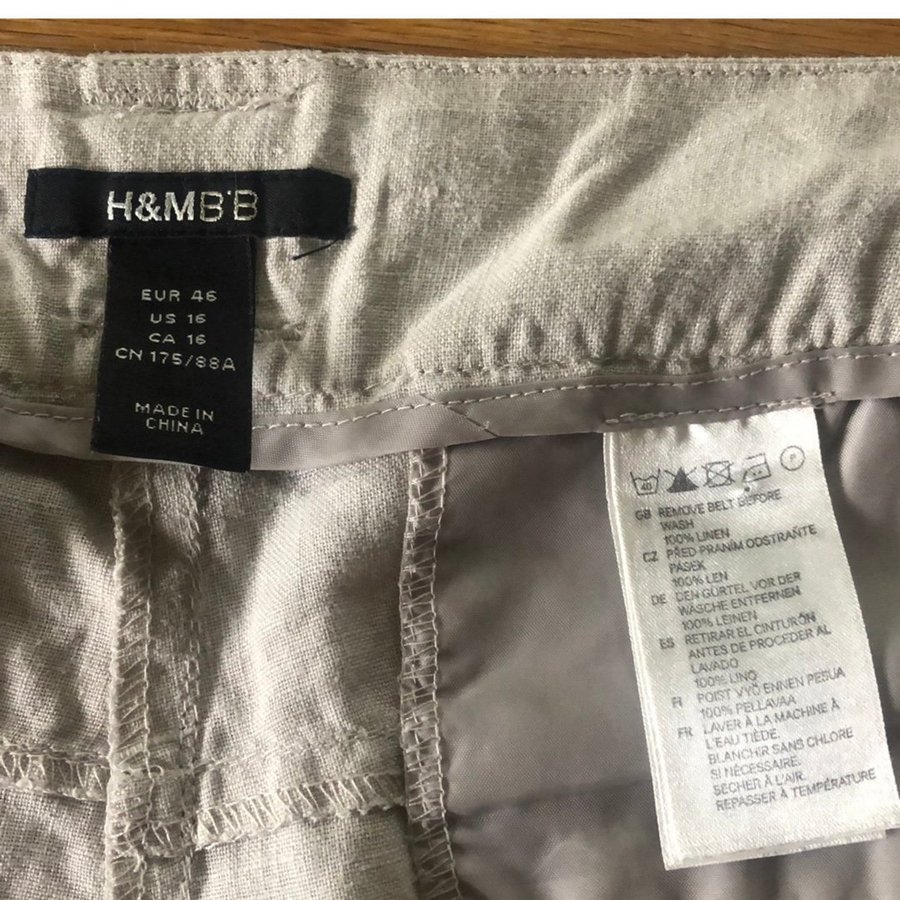 H&MB'B
EUR 46
US 16
CA 16
CN 175/88A
MADE IN
CHINA
40
P
GB REMOVE BELT BEFORE
WASH
100% LINEN
CZ PŘED PRANÍM ODSTRAŇTE
PÁSEK
100% LEN
DE DEN GÜRTEL VOR DER
WÄSCHE ENTFERNEN
100% LEINEN
ES RETIRAR EL CINTURÓN
ANTES DE PROCEDER AL
LAVADO
100% LINO
FI POIST VYÖ ENNEN PESUA
100% PELLAVAA
FR LAVER À LA MACHINE À
L'EAU TIÈDE.
BLANCHIR SANS CHLORE
SI NÉCESSAIRE.
SÉCHER À L'AIR.
REPASSER À TEMPÉRATURE